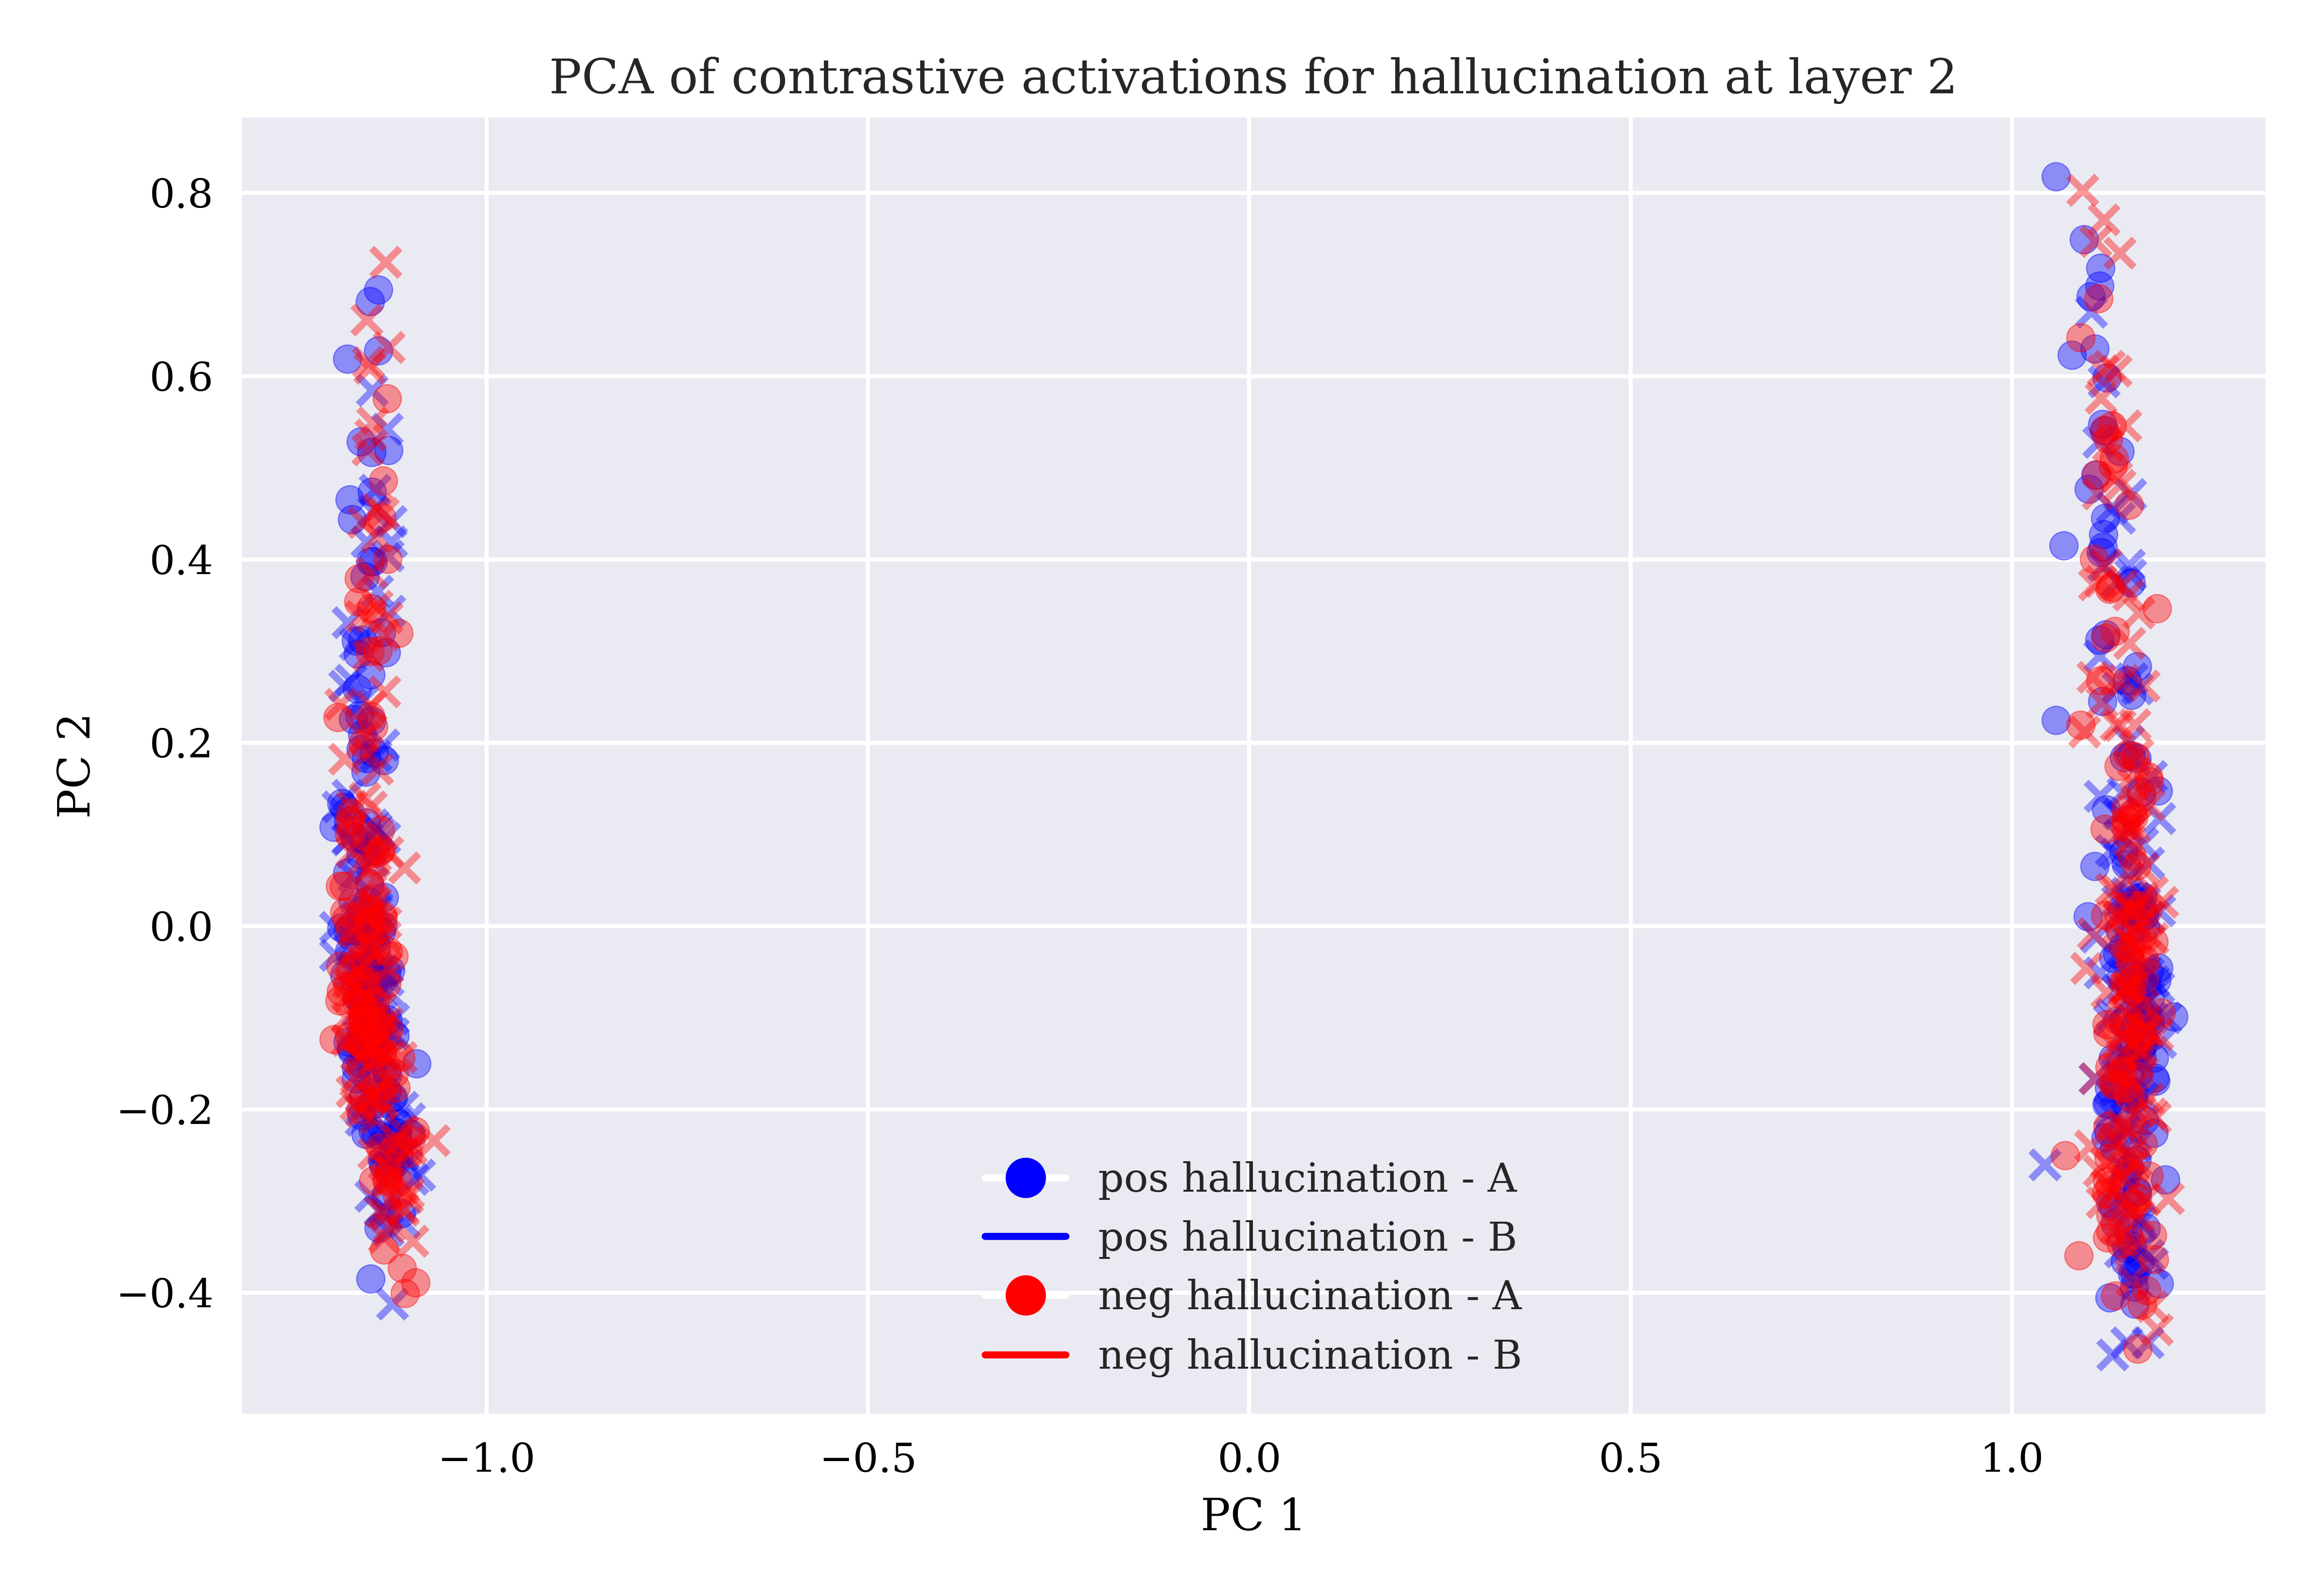 PCA of contrastive activations for hallucination at layer 2
0.8
0.6
0.4
0.2
0.0
−0.2
−0.4
PC 2
pos hallucination - A
pos hallucination - B
neg hallucination - A
neg hallucination - B
−1.0 −0.5 0.0 0.5 1.0
PC 1